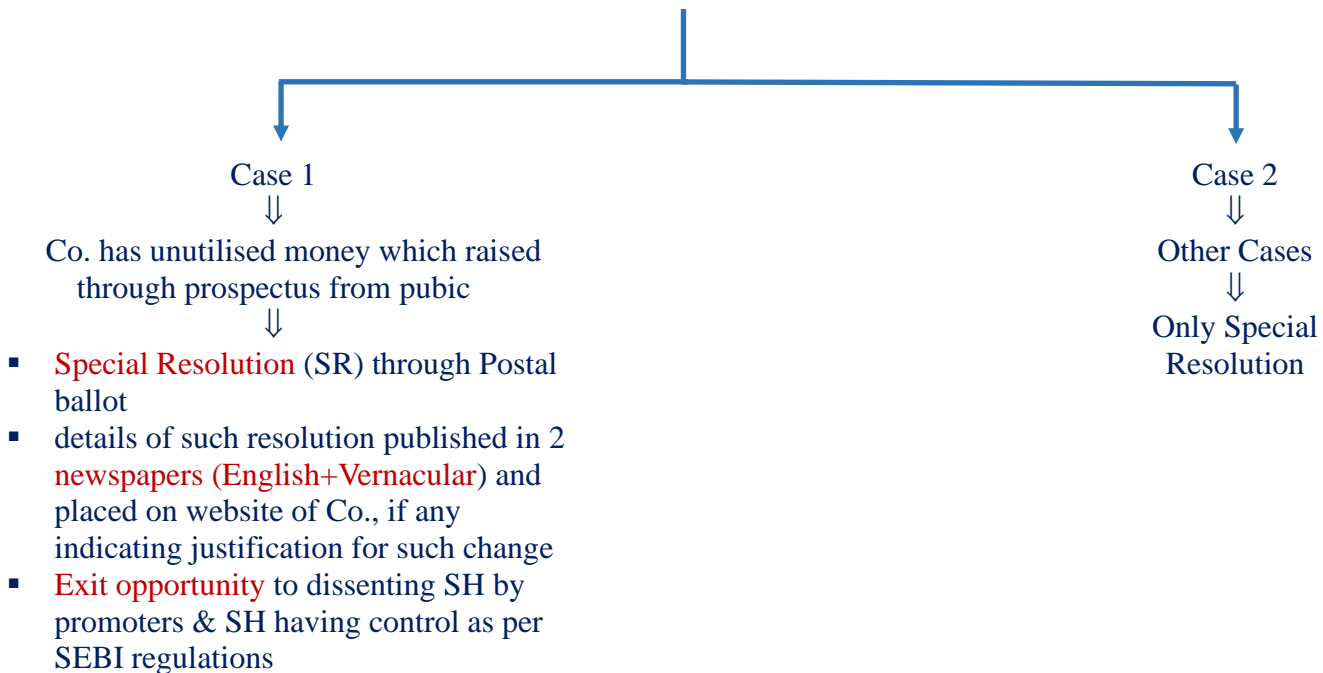 Case 1
⇓
Co. has unutilised money which raised
through prospectus from pubic
⇓
▪ Special Resolution (SR) through Postal
ballot
▪ details of such resolution published in 2
newspapers (English+Vernacular) and
placed on website of Co., if any
indicating justification for such change
▪ Exit opportunity to dissenting SH by
promoters & SH having control as per
SEBI regulations
Case 2
⇓
Other Cases
⇓
Only Special
Resolution